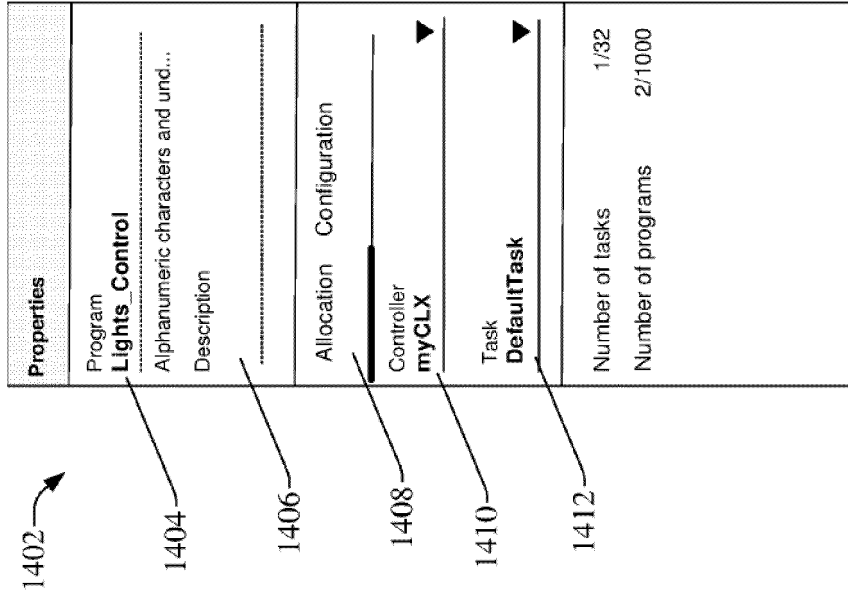 1402
Properties
Program
1404
Lights_Control
Alphanumeric characters and und...
Description
1406
Allocation Configuration
1408
Controller
myCLX
1410
Task
DefaultTask
1412
Number of tasks 1/32
Number of programs 2/1000